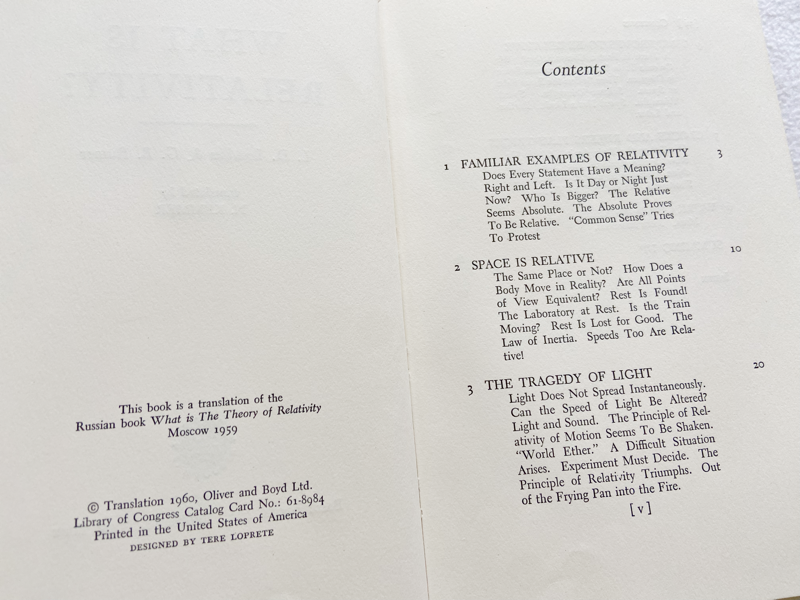 This book is a translation of the
Russian book What is The Theory of Relativity
Moscow 1959
© Translation 1960, Oliver and Boyd Ltd.
Library of Congress Catalog Card No.: 61-8984
Printed in the United States of America
DESIGNED BY TERE LOPRETE
Contents
1 FAMILIAR EXAMPLES OF RELATIVITY 3
Does Every Statement Have a Meaning?
Right and Left. Is It Day or Night Just
Now? Who Is Bigger? The Relative
Seems Absolute. The Absolute Proves
To Be Relative. “Common Sense” Tries
To Protest
2 SPACE IS RELATIVE 10
The Same Place or Not? How Does a
Body Move in Reality? Are All Points
of View Equivalent? Rest Is Found!
The Laboratory at Rest. Is the Train
Moving? Rest Is Lost for Good. The
Law of Inertia. Speeds Too Are Rela-
tive!
3 THE TRAGEDY OF LIGHT 20
Light Does Not Spread Instantaneously.
Can the Speed of Light Be Altered?
Light and Sound. The Principle of Rel-
ativity of Motion Seems To Be Shaken.
“World Ether.” A Difficult Situation
Arises. Experiment Must Decide. The
Principle of Relativity Triumphs. Out
of the Frying Pan into the Fire.
[ v ]